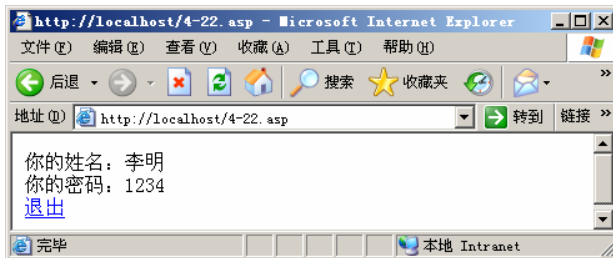 http://localhost/4-22.asp - Microsoft Internet Explorer
文件(F) 编辑(E) 查看(V) 收藏(A) 工具(T) 帮助(H) »
后退 搜索 收藏夹 »
地址(D) http://localhost/4-22.asp 转到 链接 »
你的姓名：李明
你的密码：1234
退出
完毕 本地 Intranet